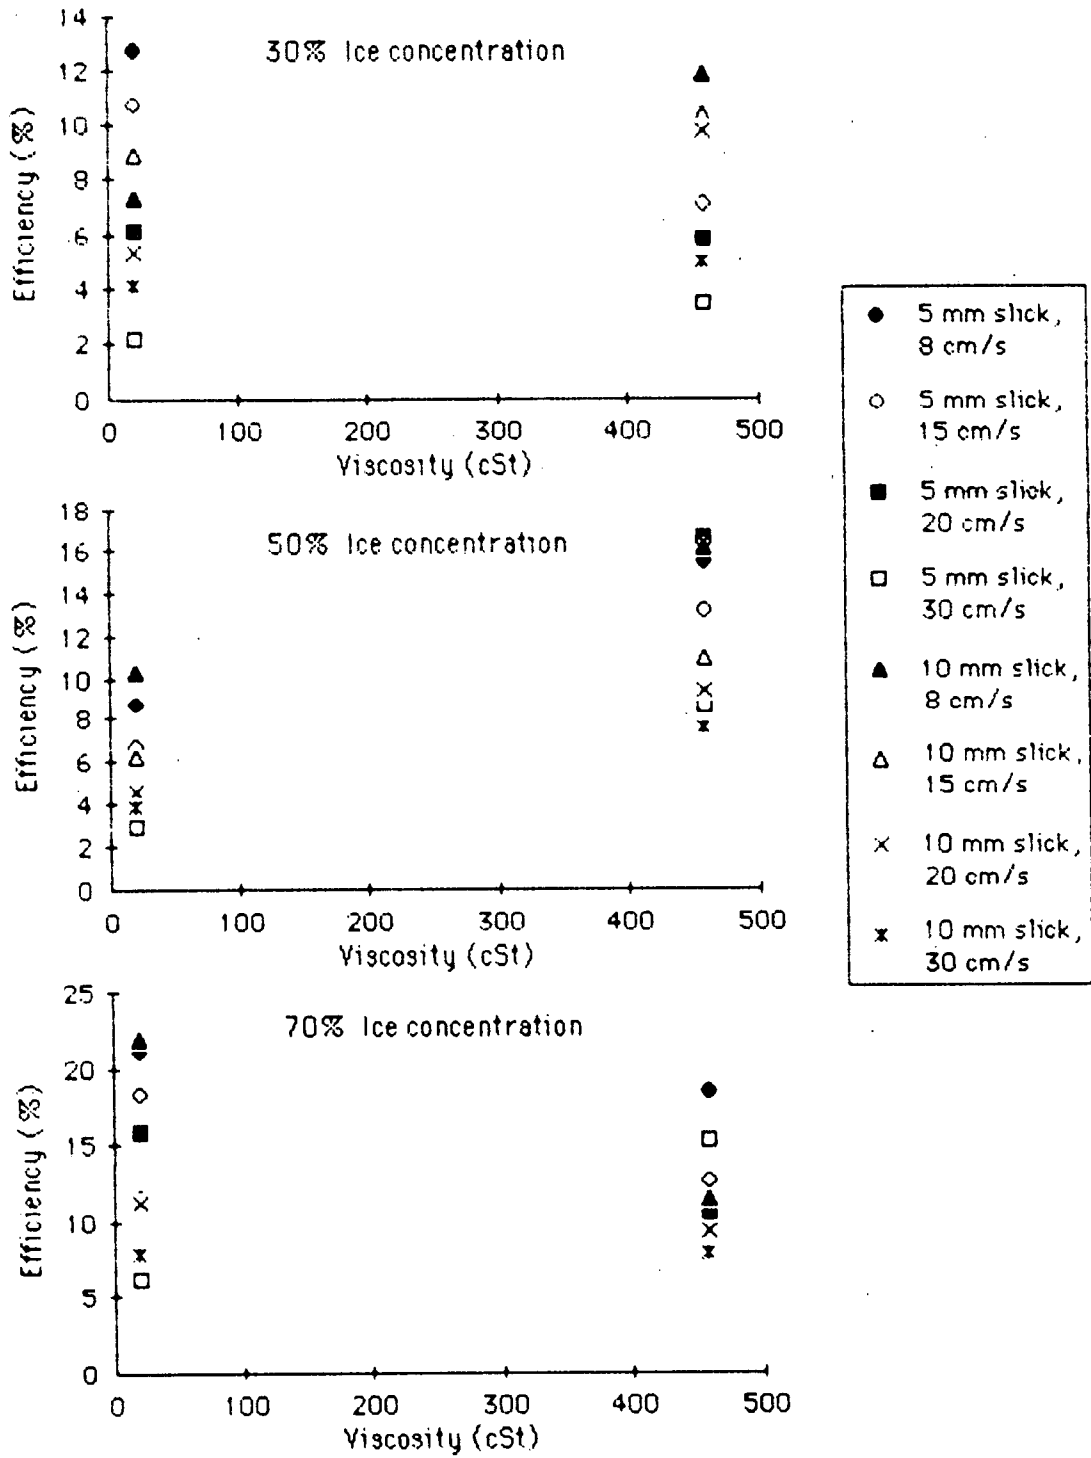 30% Ice concentration
Efficiency (%)
14
12
10
8
6
4
2
0
0 100 200 300 400 500
Viscosity (cSt)
50% Ice concentration
Efficiency (%)
18
16
14
12
10
8
6
4
2
0
0 100 200 300 400 500
Viscosity (cSt)
70% Ice concentration
Efficiency (%)
25
20
15
10
5
0
0 100 200 300 400 500
Viscosity (cSt)
5 mm slick,
8 cm/s
5 mm slick,
15 cm/s
5 mm slick,
20 cm/s
5 mm slick,
30 cm/s
10 mm slick,
8 cm/s
10 mm slick,
15 cm/s
10 mm slick,
20 cm/s
10 mm slick,
30 cm/s